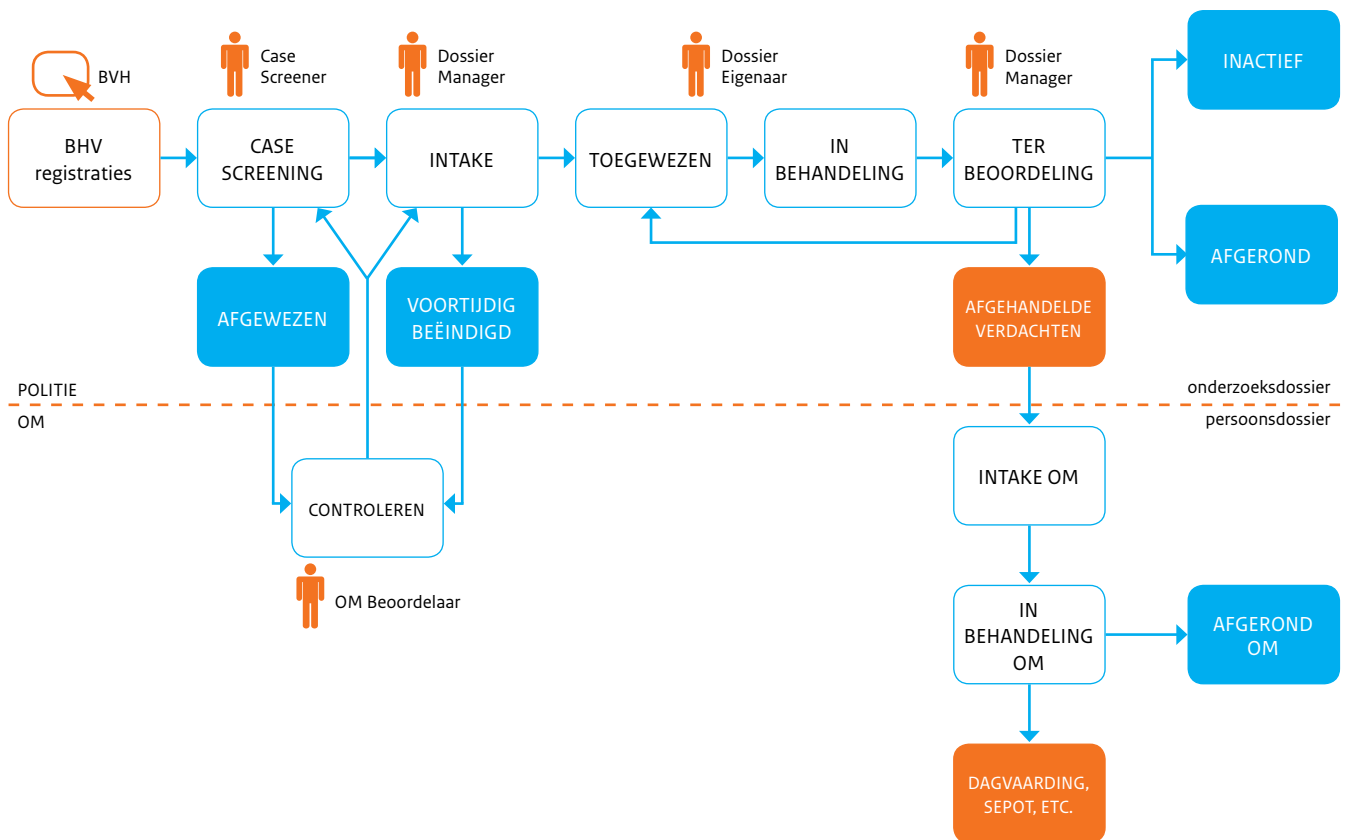 BVH
Case
Screener
Dossier
Manager
Dossier
Eigenaar
Dossier
Manager
INACTIEF
BHV
registraties
CASE
SCREENING
INTAKE
TOEGEWEZEN
IN
BEHANDELING
TER
BEOORDELING
AFGEROND
AFGEWEZEN
VOORTIJDIG
BEËINDIGD
AFGEHANDELDE
VERDACHTEN
POLITIE
onderzoeksdossier
OM
persoonsdossier
CONTROLEREN
OM Beoordelaar
INTAKE OM
IN
BEHANDELING
OM
AFGEROND
OM
DAGVAARDING,
SEPOT, ETC.